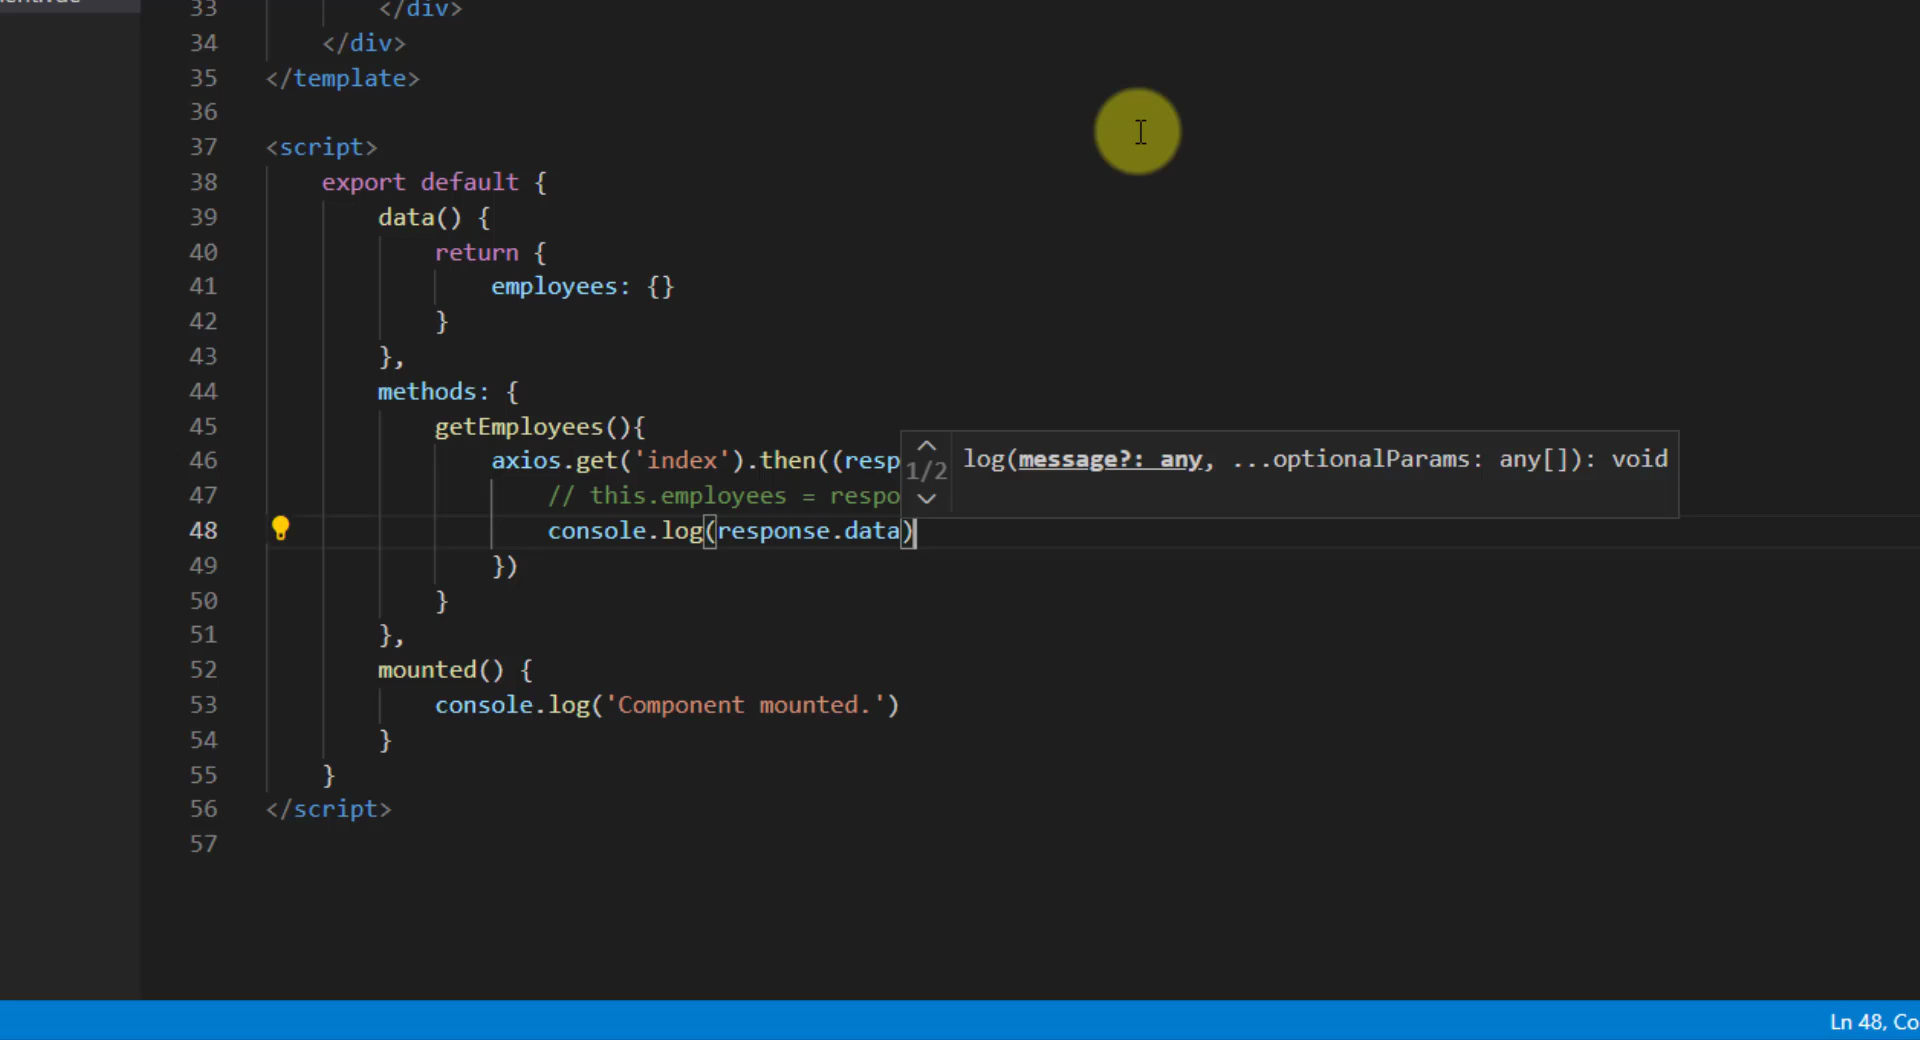 33 </div>
34 </div>
35 </template>
36
37 <script>
38 export default {
39 data() {
40 return {
41 employees: {}
42 }
43 },
44 methods: {
45 getEmployees(){
46 axios.get('index').then((resp
1/2 log(message?: any, ...optionalParams: any[]): void
47 // this.employees = respo
48 console.log(response.data)
49 })
50 }
51 },
52 mounted() {
53 console.log('Component mounted.')
54 }
55 }
56 </script>
57
Ln 48, Co